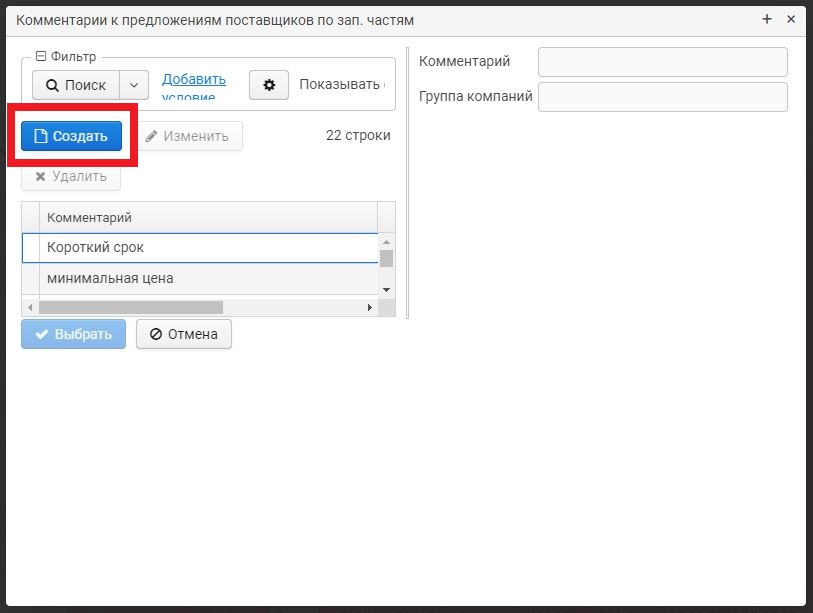 Комментарии к предложениям поставщиков по зап. частям
Фильтр
Поиск Добавить условие Показывать
Создать Изменить 22 строки
Удалить
Комментарий
Короткий срок
минимальная цена
Выбрать Отмена
Комментарий
Группа компаний